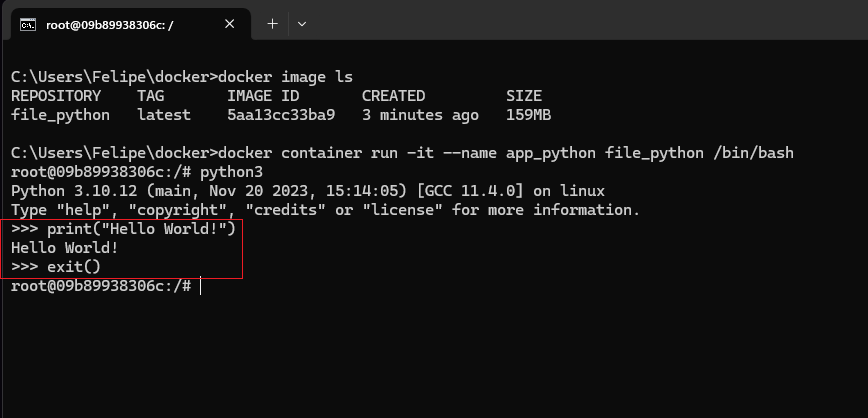 root@09b89938306c: /
C:\Users\Felipe\docker>docker image ls
REPOSITORY    TAG       IMAGE ID       CREATED         SIZE
file_python   latest    5aa13cc33ba9   3 minutes ago   159MB
C:\Users\Felipe\docker>docker container run -it --name app_python file_python /bin/bash
root@09b89938306c:/# python3
Python 3.10.12 (main, Nov 20 2023, 15:14:05) [GCC 11.4.0] on linux
Type "help", "copyright", "credits" or "license" for more information.
>>> print("Hello World!")
Hello World!
>>> exit()
root@09b89938306c:/#